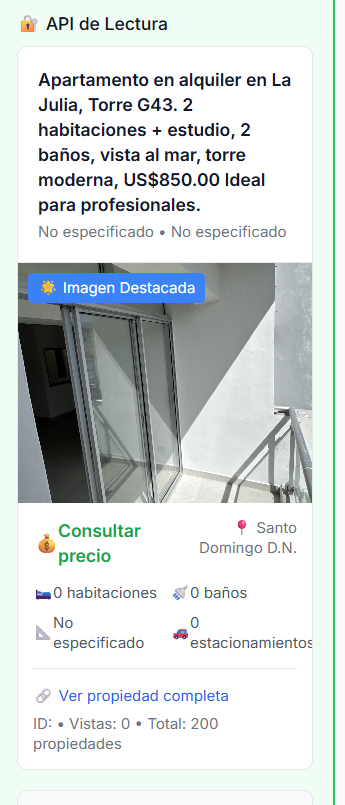 🔐 API de Lectura
Apartamento en alquiler en La
Julia, Torre G43. 2
habitaciones + estudio, 2
baños, vista al mar, torre
moderna, US$850.00 Ideal
para profesionales.
No especificado • No especificado
🌟 Imagen Destacada
💰 Consultar
precio
📍 Santo
Domingo D.N.
🛏️ 0 habitaciones 🚿 0 baños
📐 No
especificado
🚗 0
estacionamientos
🔗 Ver propiedad completa
ID: • Vistas: 0 • Total: 200
propiedades